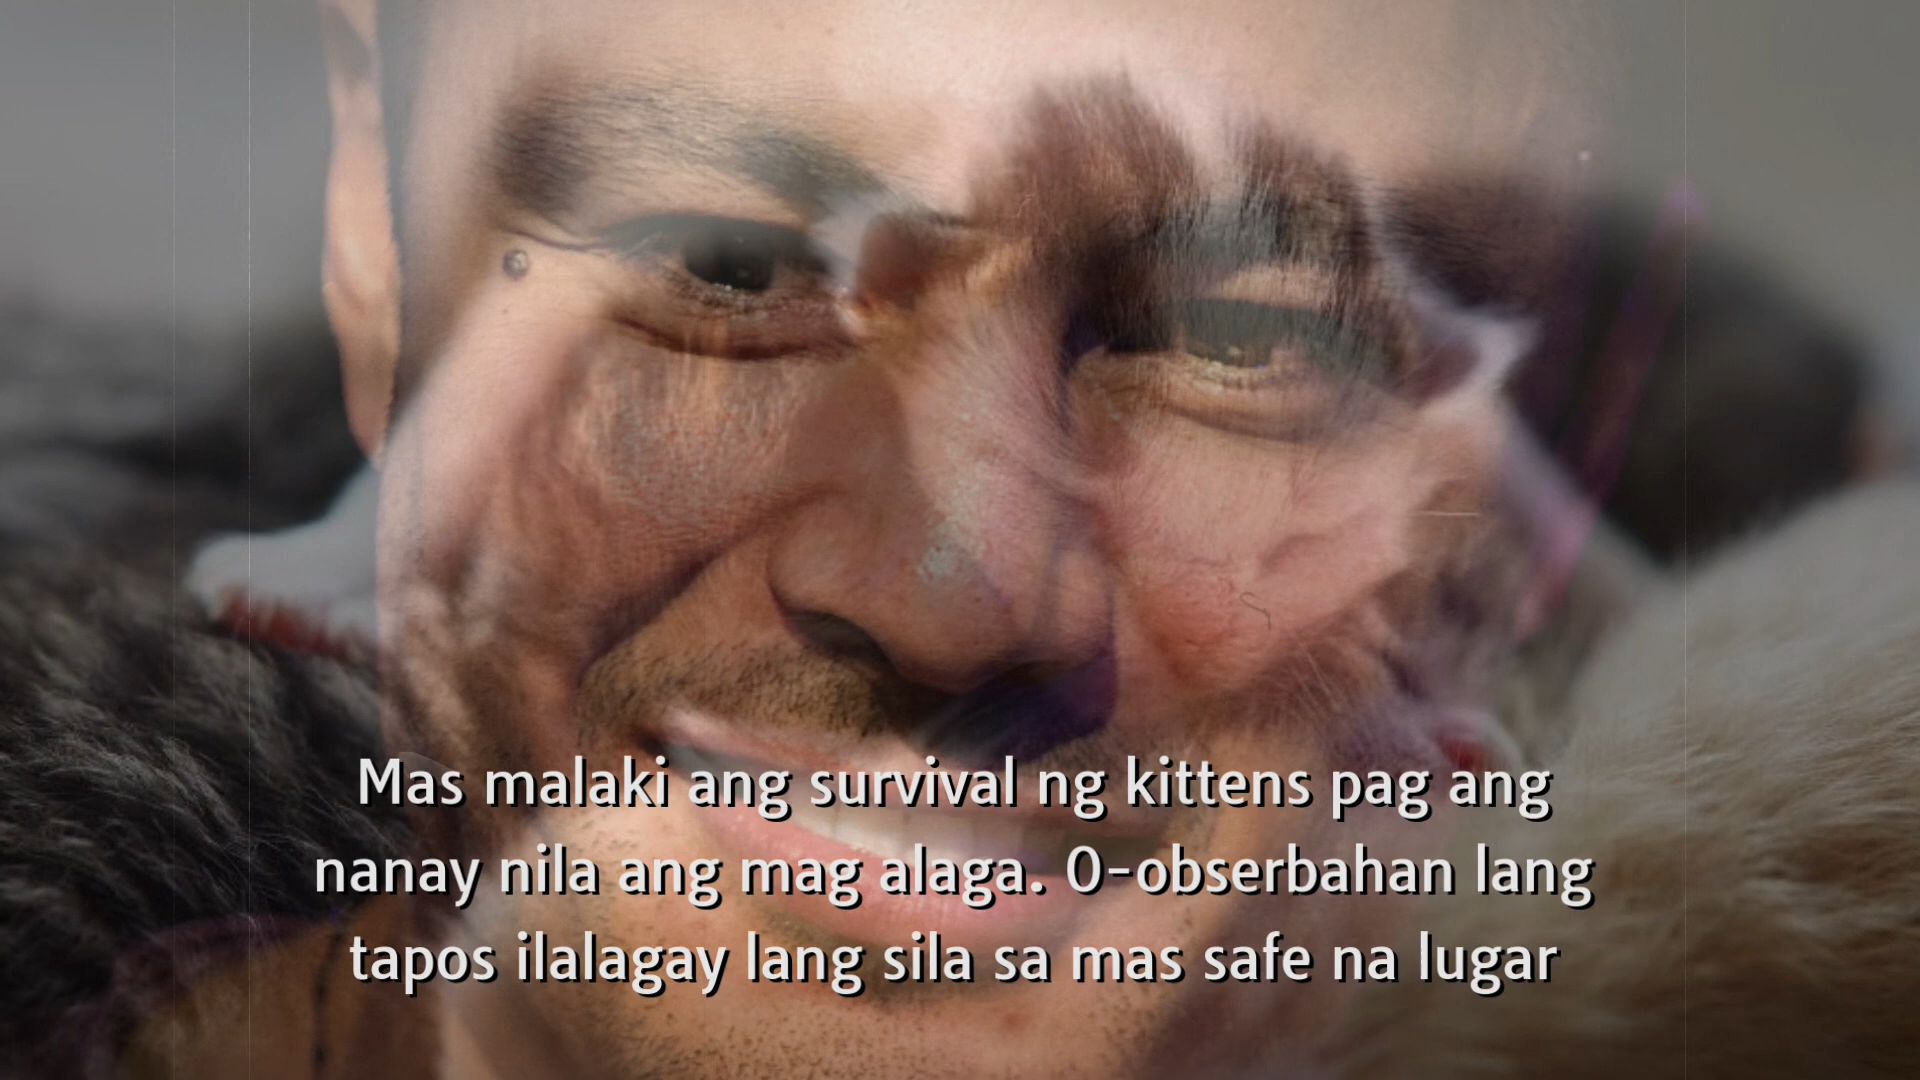 Mas malaki ang survival ng kittens pag ang
nanay nila ang mag alaga. O-obserbahan lang
tapos ilalagay lang sila sa mas safe na lugar